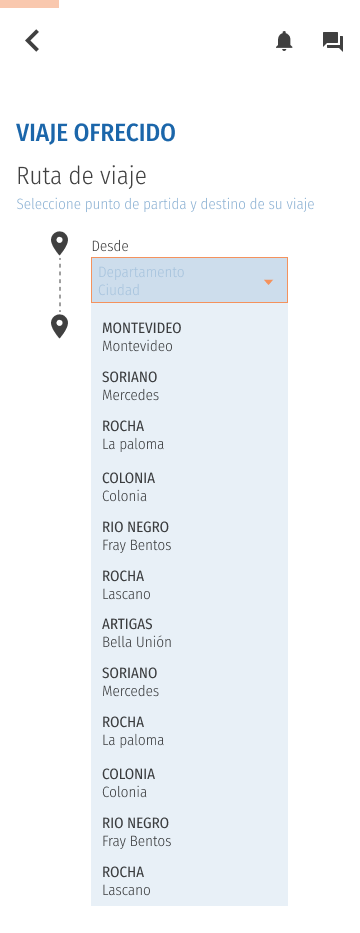 VIAJE OFRECIDO
Ruta de viaje
Seleccione punto de partida y destino de su viaje
Desde
Departamento
Ciudad
MONTEVIDEO
Montevideo
SORIANO
Mercedes
ROCHA
La paloma
COLONIA
Colonia
RIO NEGRO
Fray Bentos
ROCHA
Lascano
ARTIGAS
Bella Unión
SORIANO
Mercedes
ROCHA
La paloma
COLONIA
Colonia
RIO NEGRO
Fray Bentos
ROCHA
Lascano